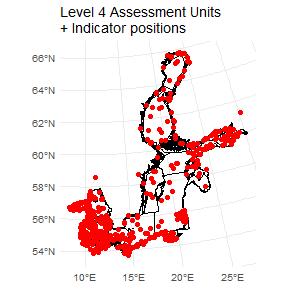 Level 4 Assessment Units
+ Indicator positions
66°N
64°N
62°N
60°N
58°N
56°N
54°N
10°E 15°E 20°E 25°E